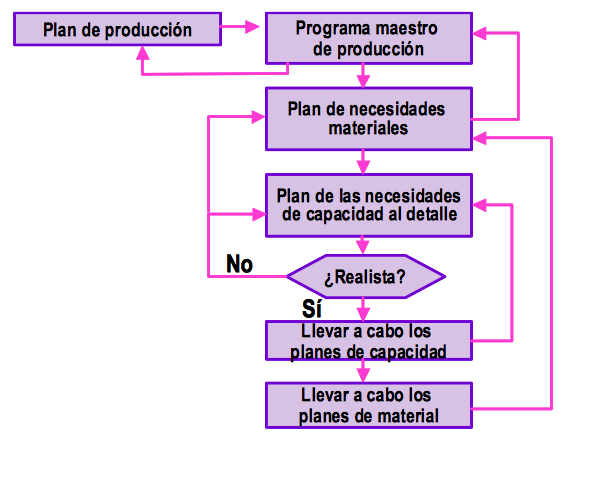 Plan de producción
Programa maestro
de producción
Plan de necesidades
materiales
Plan de las necesidades
de capacidad al detalle
No
¿Realista?
Sí
Llevar a cabo los
planes de capacidad
Llevar a cabo los
planes de material